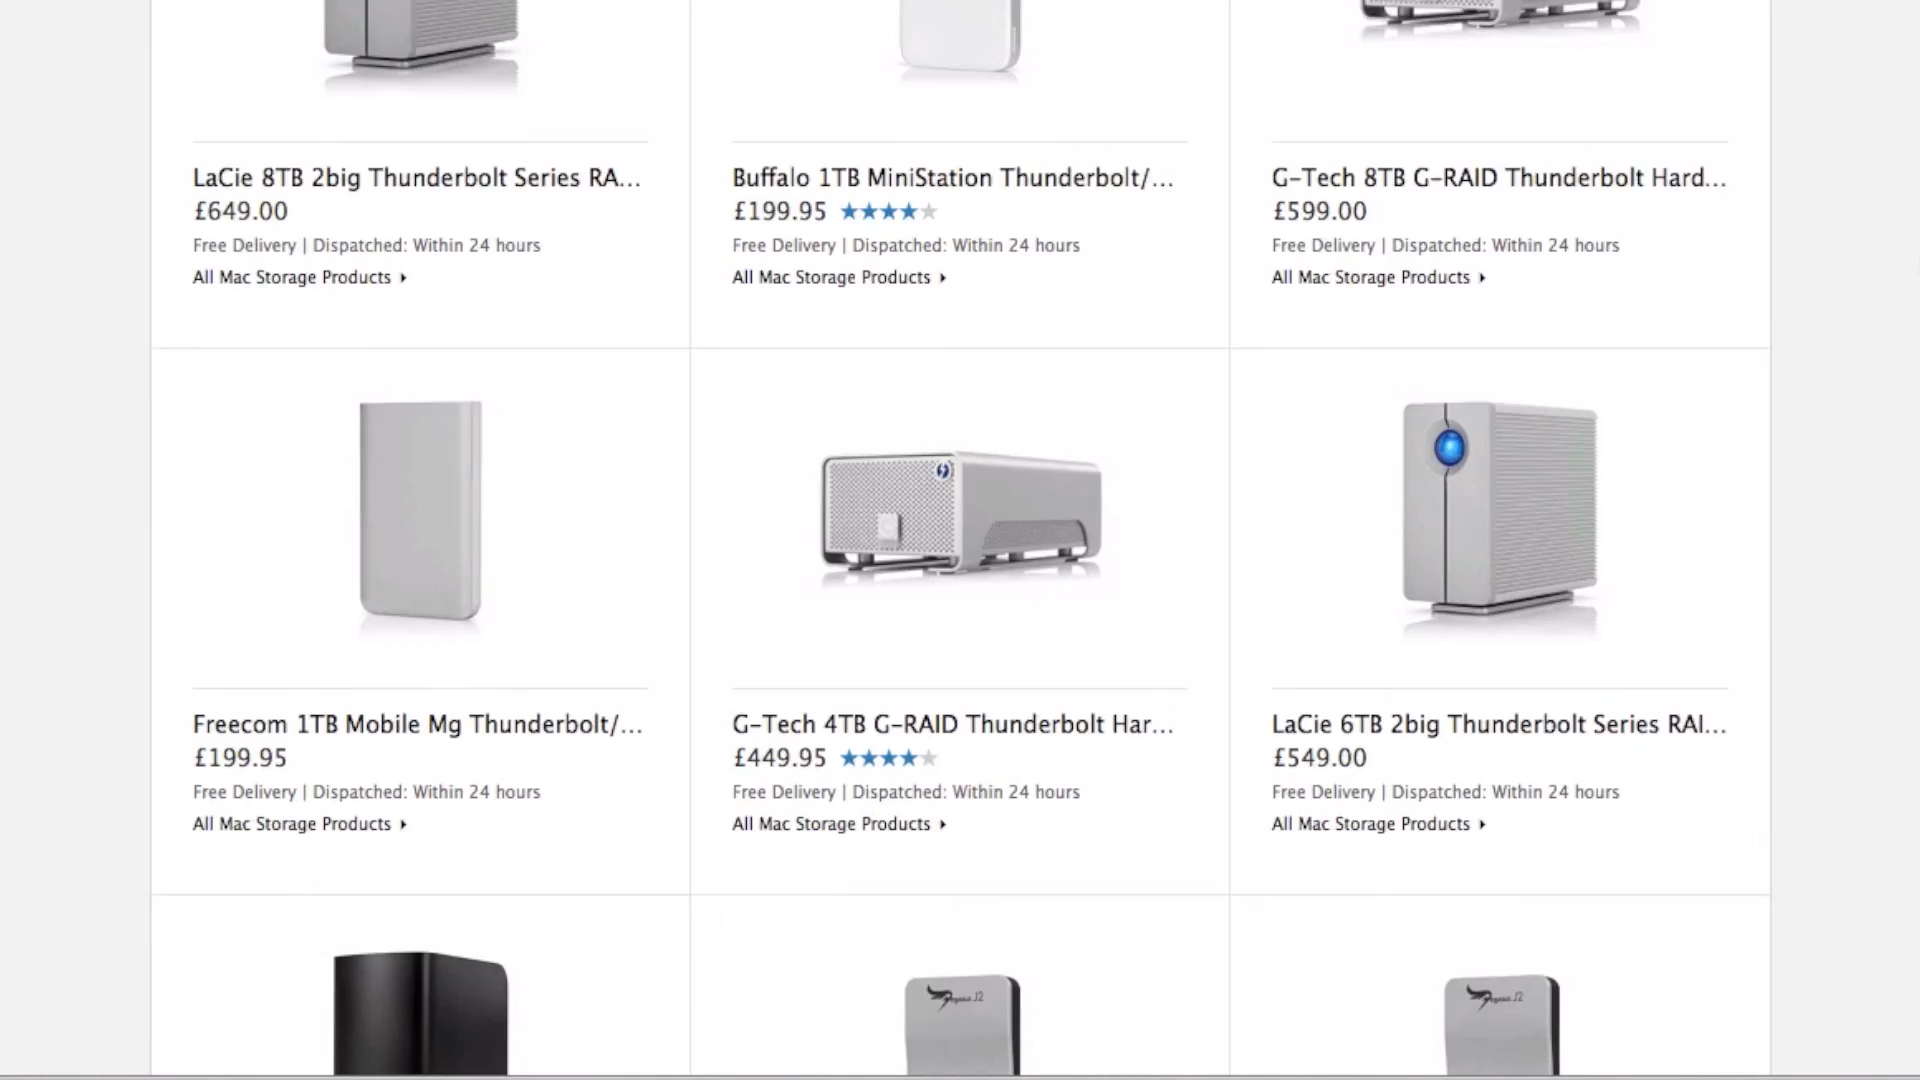 LaCie 8TB 2big Thunderbolt Series RA...
£649.00
Free Delivery | Dispatched: Within 24 hours
All Mac Storage Products
Buffalo 1TB MiniStation Thunderbolt/...
£199.95
Free Delivery | Dispatched: Within 24 hours
All Mac Storage Products
G-Tech 8TB G-RAID Thunderbolt Hard...
£599.00
Free Delivery | Dispatched: Within 24 hours
All Mac Storage Products
Freecom 1TB Mobile Mg Thunderbolt/...
£199.95
Free Delivery | Dispatched: Within 24 hours
All Mac Storage Products
G-Tech 4TB G-RAID Thunderbolt Har...
£449.95
Free Delivery | Dispatched: Within 24 hours
All Mac Storage Products
LaCie 6TB 2big Thunderbolt Series RAI...
£549.00
Free Delivery | Dispatched: Within 24 hours
All Mac Storage Products
J2
J2